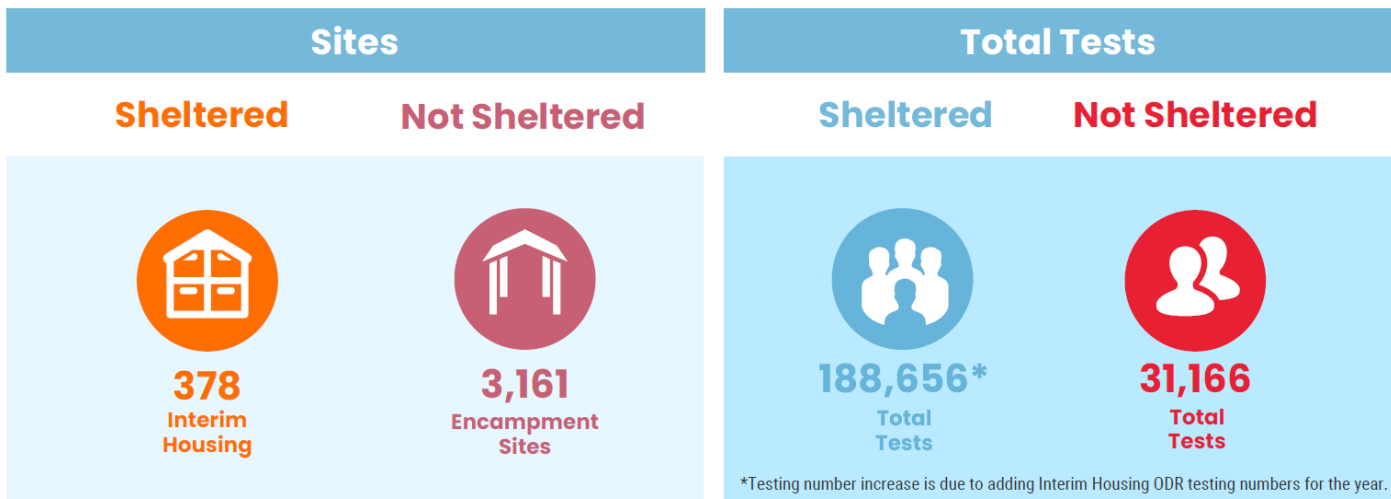 Sites
Sheltered
Not Sheltered
378
Interim
Housing
3,161
Encampment
Sites
Total Tests
Sheltered
Not Sheltered
188,656*
Total
Tests
31,166
Total
Tests
*Testing number increase is due to adding Interim Housing ODR testing numbers for the year.